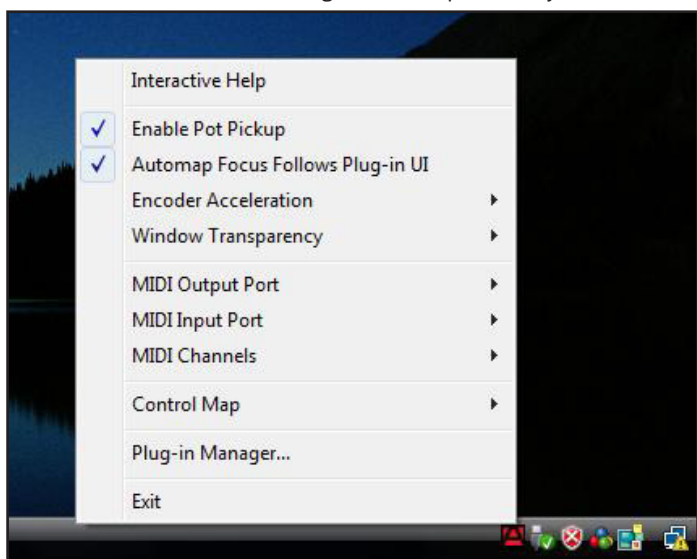 Interactive Help
Enable Pot Pickup
Automap Focus Follows Plug-in UI
Encoder Acceleration
Window Transparency
MIDI Output Port
MIDI Input Port
MIDI Channels
Control Map
Plug-in Manager...
Exit